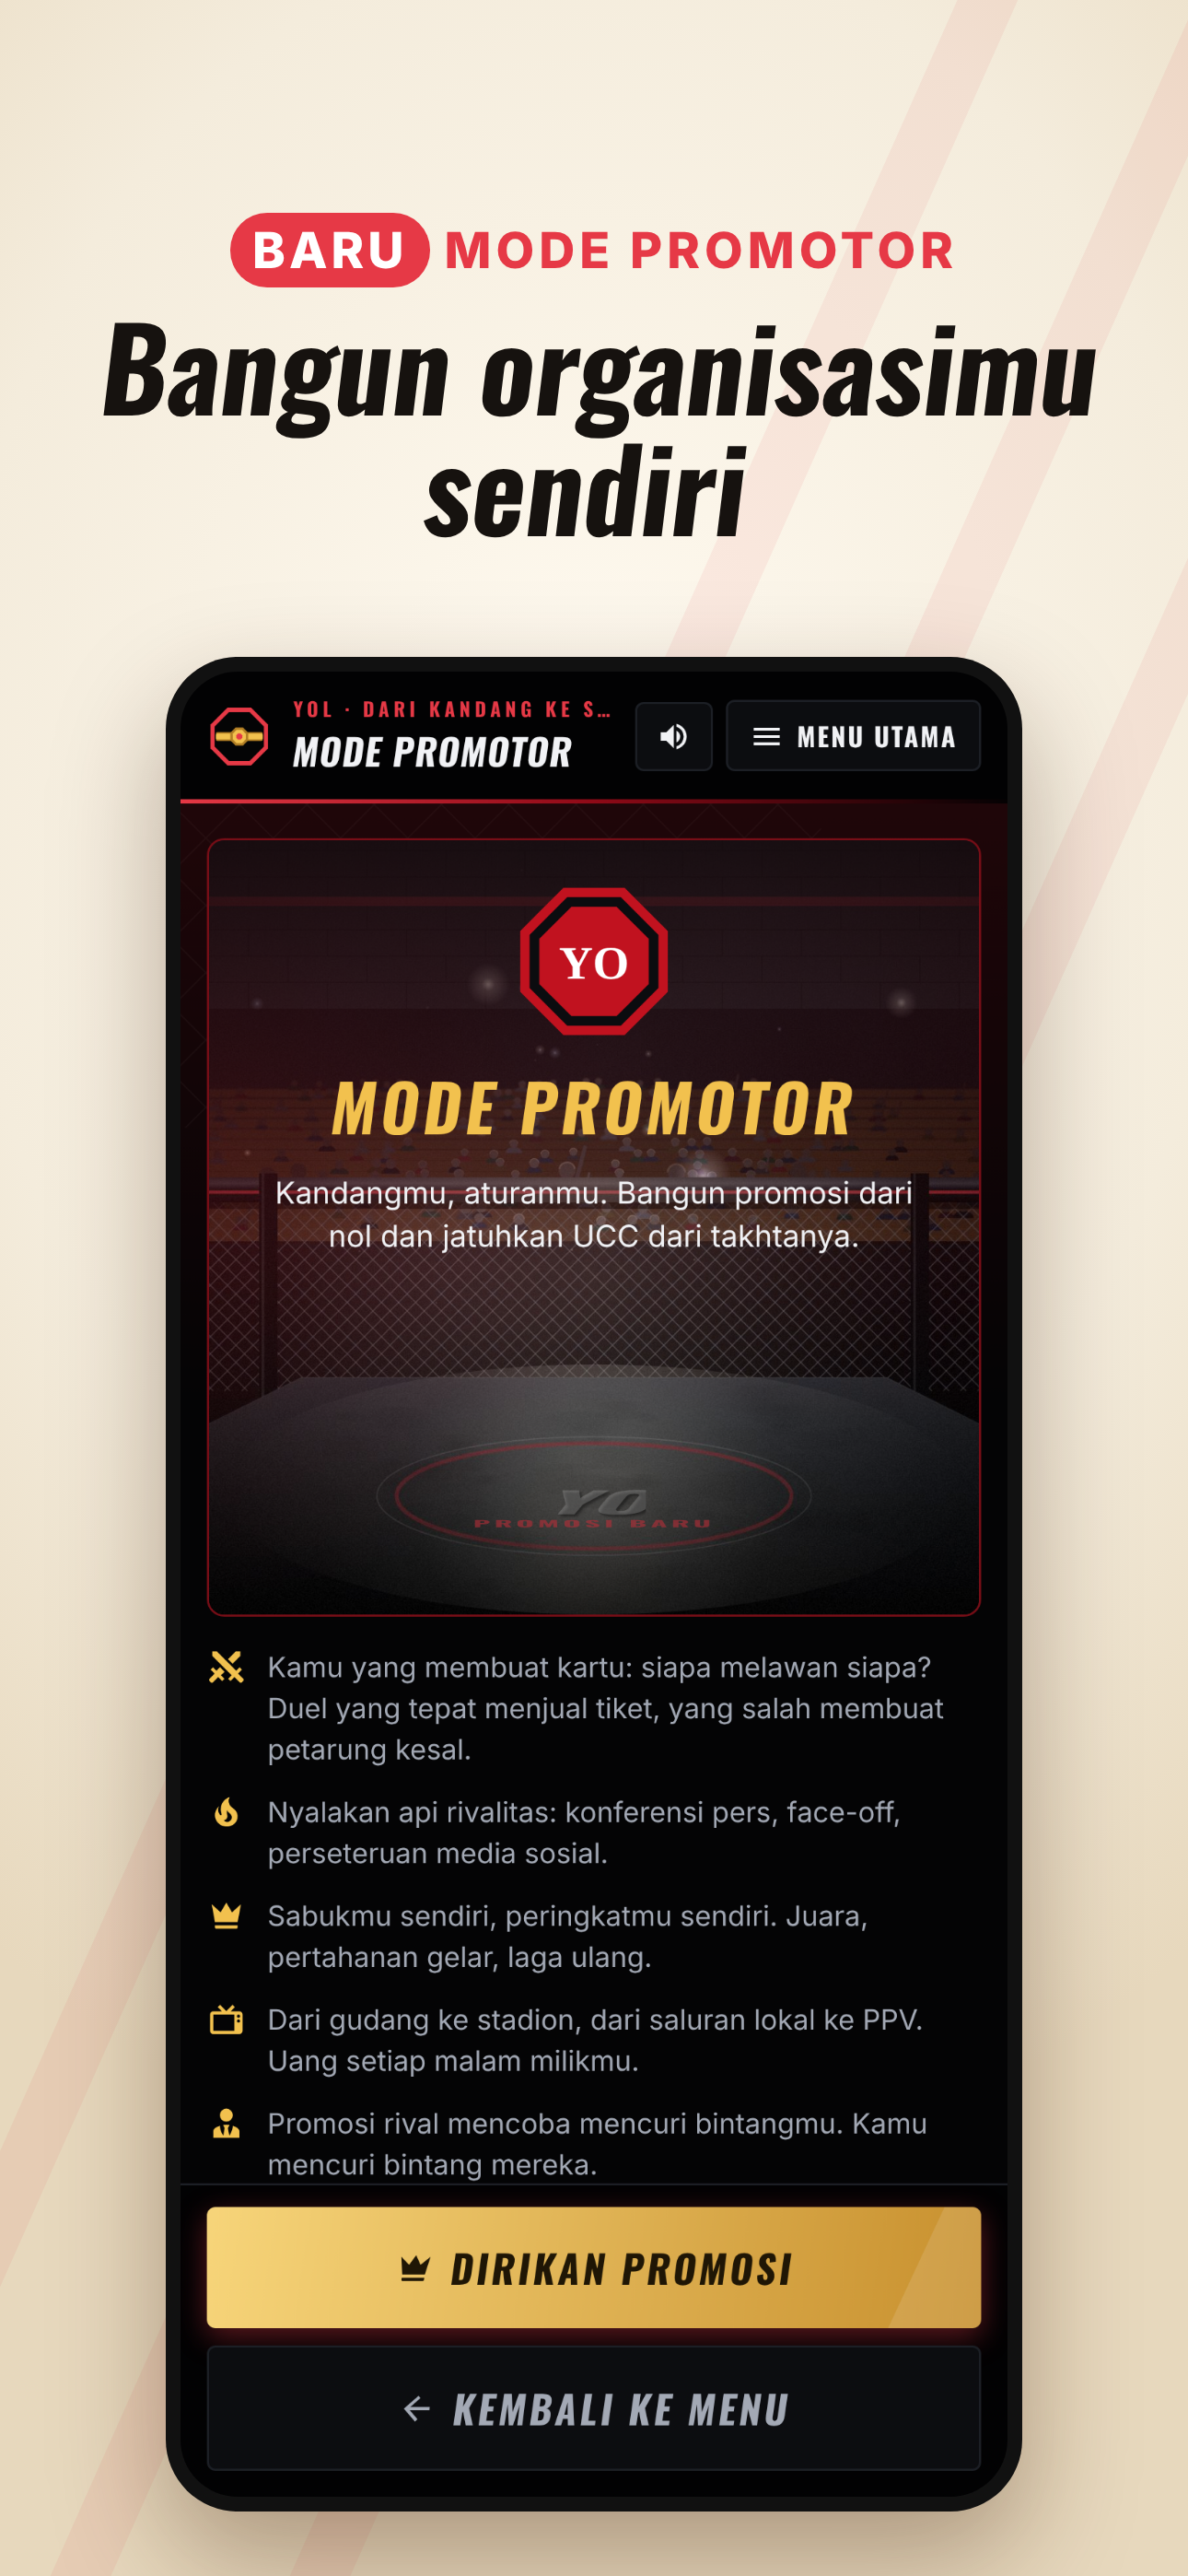 BARU MODE PROMOTOR
Bangun organisasimu
sendiri
YOL · DARI KANDANG KE S…
MODE PROMOTOR
MENU UTAMA
YO
MODE PROMOTOR
Kandangmu, aturanmu. Bangun promosi dari
nol dan jatuhkan UCC dari takhtanya.
YO
PROMOSI BARU
Kamu yang membuat kartu: siapa melawan siapa?
Duel yang tepat menjual tiket, yang salah membuat
petarung kesal.
Nyalakan api rivalitas: konferensi pers, face-off,
perseteruan media sosial.
Sabukmu sendiri, peringkatmu sendiri. Juara,
pertahanan gelar, laga ulang.
Dari gudang ke stadion, dari saluran lokal ke PPV.
Uang setiap malam milikmu.
Promosi rival mencoba mencuri bintangmu. Kamu
mencuri bintang mereka.
DIRIKAN PROMOSI
KEMBALI KE MENU